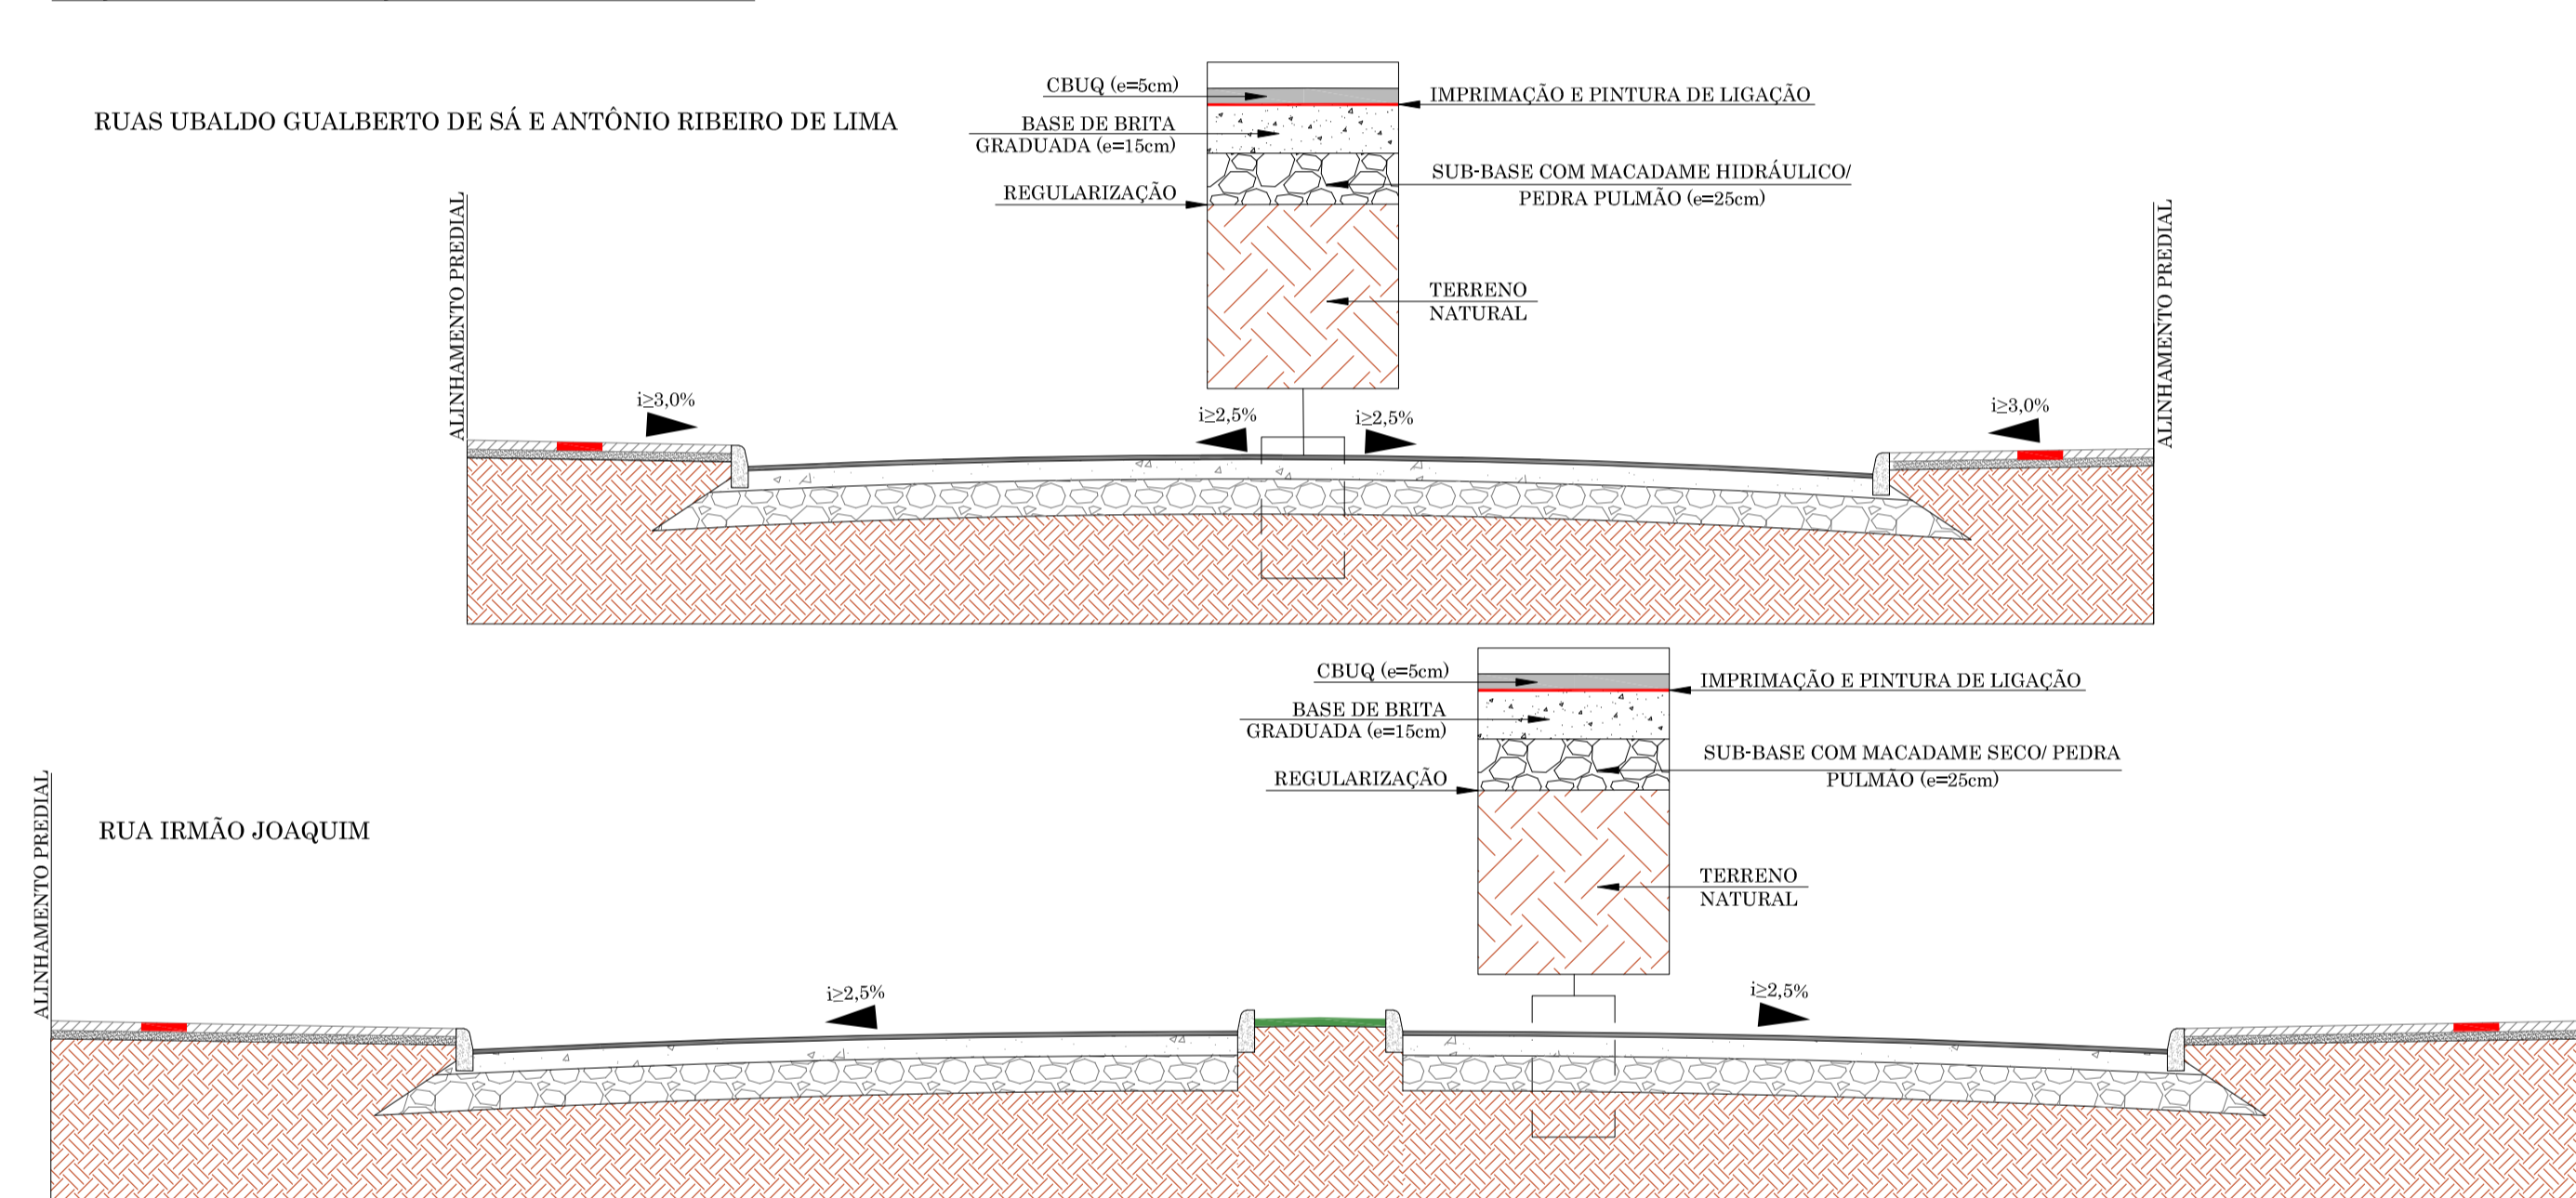 RUAS UBALDO GUALBERTO DE SÁ E ANTÔNIO RIBEIRO DE LIMA
CBUQ (e=5cm)
IMPRIMAÇÃO E PINTURA DE LIGAÇÃO
BASE DE BRITA
GRADUADA (e=15cm)
SUB-BASE COM MACADAME HIDRÁULICO/
PEDRA PULMÃO (e=25cm)
REGULARIZAÇÃO
TERRENO
NATURAL
ALINHAMENTO PREDIAL
ALINHAMENTO PREDIAL
i≥3,0%
i≥2,5%
i≥2,5%
i≥3,0%
RUA IRMÃO JOAQUIM
CBUQ (e=5cm)
IMPRIMAÇÃO E PINTURA DE LIGAÇÃO
BASE DE BRITA
GRADUADA (e=15cm)
SUB-BASE COM MACADAME SECO/ PEDRA
PULMÃO (e=25cm)
REGULARIZAÇÃO
TERRENO
NATURAL
ALINHAMENTO PREDIAL
i≥2,5%
i≥2,5%